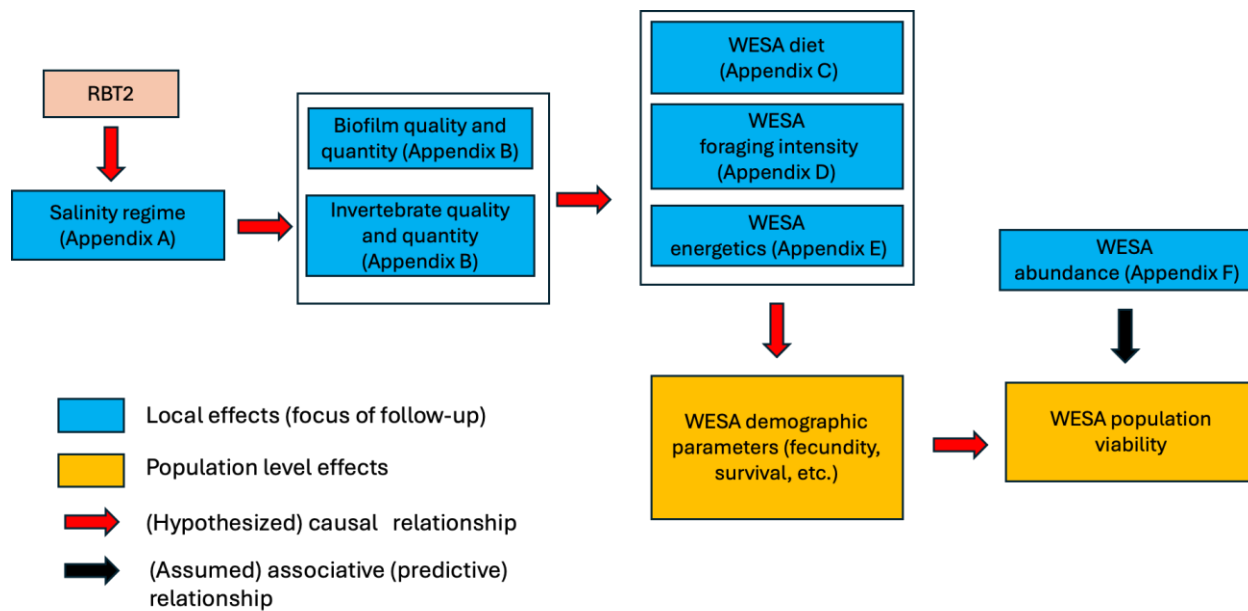 RBT2
Salinity regime
(Appendix A)
Biofilm quality and
quantity (Appendix B)
Invertebrate quality
and quantity
(Appendix B)
WESA diet
(Appendix C)
WESA
foraging intensity
(Appendix D)
WESA
energetics (Appendix E)
WESA
abundance (Appendix F)
WESA demographic
parameters (fecundity,
survival, etc.)
WESA population
viability
Local effects (focus of follow-up)
Population level effects
(Hypothesized) causal relationship
(Assumed) associative (predictive)
relationship